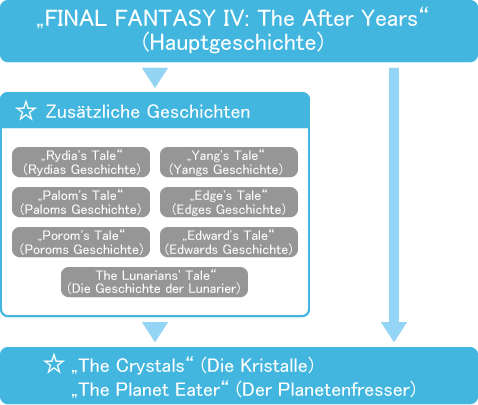 „FINAL FANTASY IV: The After Years“
(Hauptgeschichte)
☆ Zusätzliche Geschichten
„Rydia's Tale“
(Rydias Geschichte)
„Yang's Tale“
(Yangs Geschichte)
„Palom's Tale“
(Paloms Geschichte)
„Edge's Tale“
(Edges Geschichte)
„Porom's Tale“
(Poroms Geschichte)
„Edward's Tale“
(Edwards Geschichte)
The Lunarians' Tale“
(Die Geschichte der Lunarier)
☆ „The Crystals“ (Die Kristalle)
„The Planet Eater“ (Der Planetenfresser)